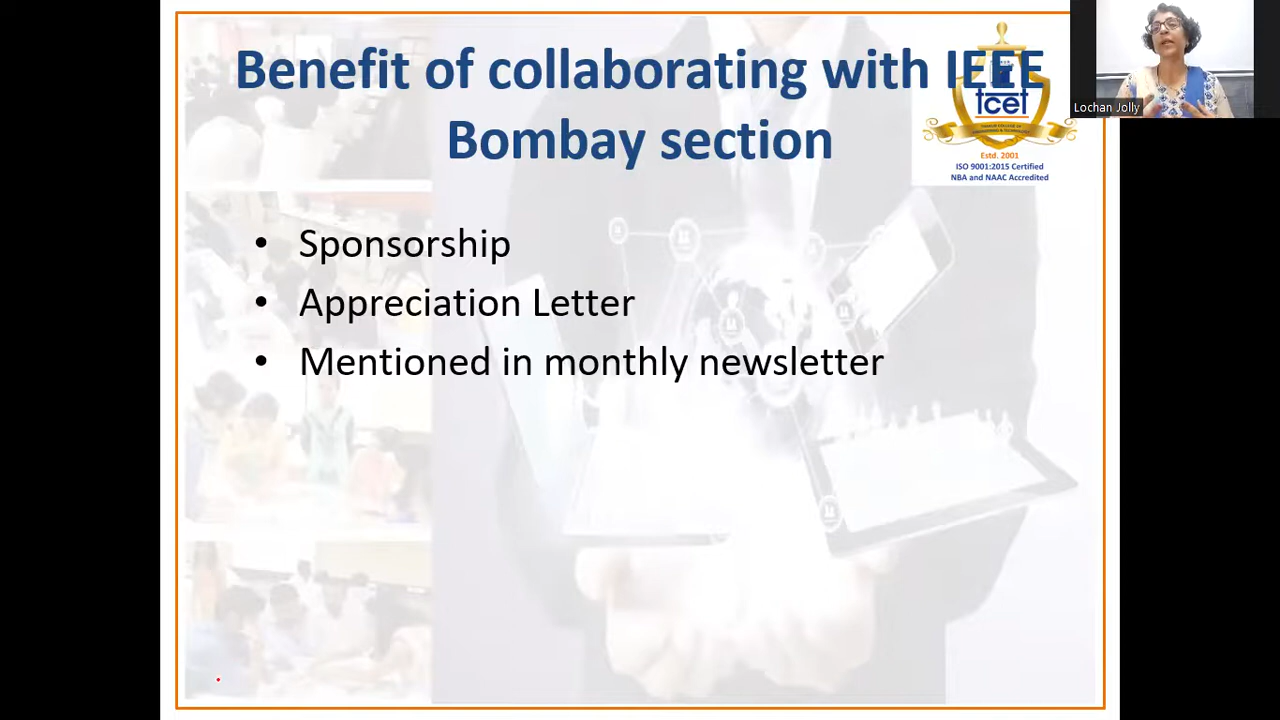 Benefit of collaborating with IEEE
Bombay section
tcet
Estd. 2001
ISO 9001:2015 Certified
NBA and NAAC Accredited
Lochan Jolly
• Sponsorship
• Appreciation Letter
• Mentioned in monthly newsletter